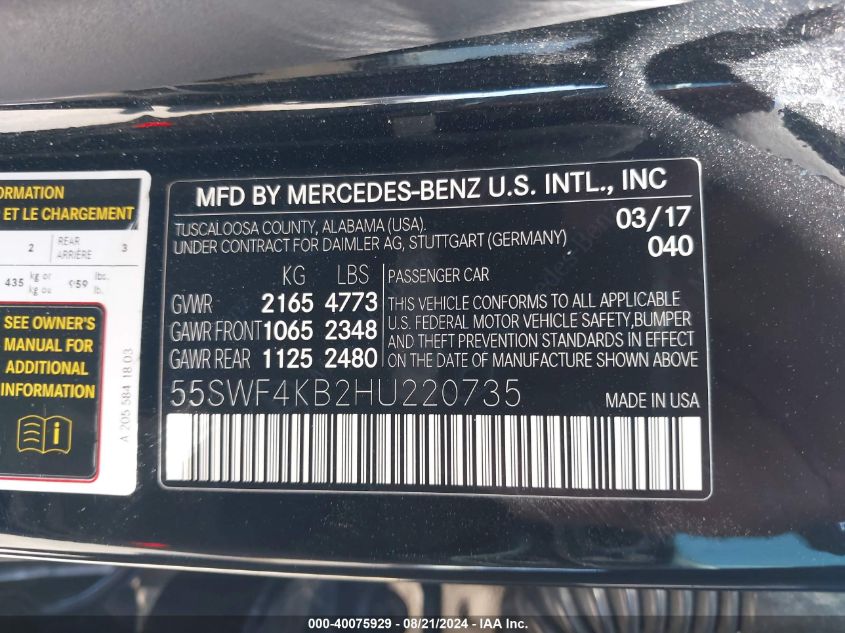 ORMATION
ET LE CHARGEMENT
2 REAR ARRIÈRE 3
435 kg or kg ou 959 lbs. lb.
SEE OWNER'S
MANUAL FOR
ADDITIONAL
INFORMATION
A 205 584 18 03
MFD BY MERCEDES-BENZ U.S. INTL., INC
TUSCALOOSA COUNTY, ALABAMA (USA).
UNDER CONTRACT FOR DAIMLER AG, STUTTGART (GERMANY)
03/17
040
KG LBS
GVWR 2165 4773
GAWR FRONT 1065 2348
GAWR REAR 1125 2480
PASSENGER CAR
THIS VEHICLE CONFORMS TO ALL APPLICABLE
U.S. FEDERAL MOTOR VEHICLE SAFETY,BUMPER
AND THEFT PREVENTION STANDARDS IN EFFECT
ON THE DATE OF MANUFACTURE SHOWN ABOVE
55SWF4KB2HU220735
MADE IN USA
000-40075929 - 08/21/2024 - IAA Inc.